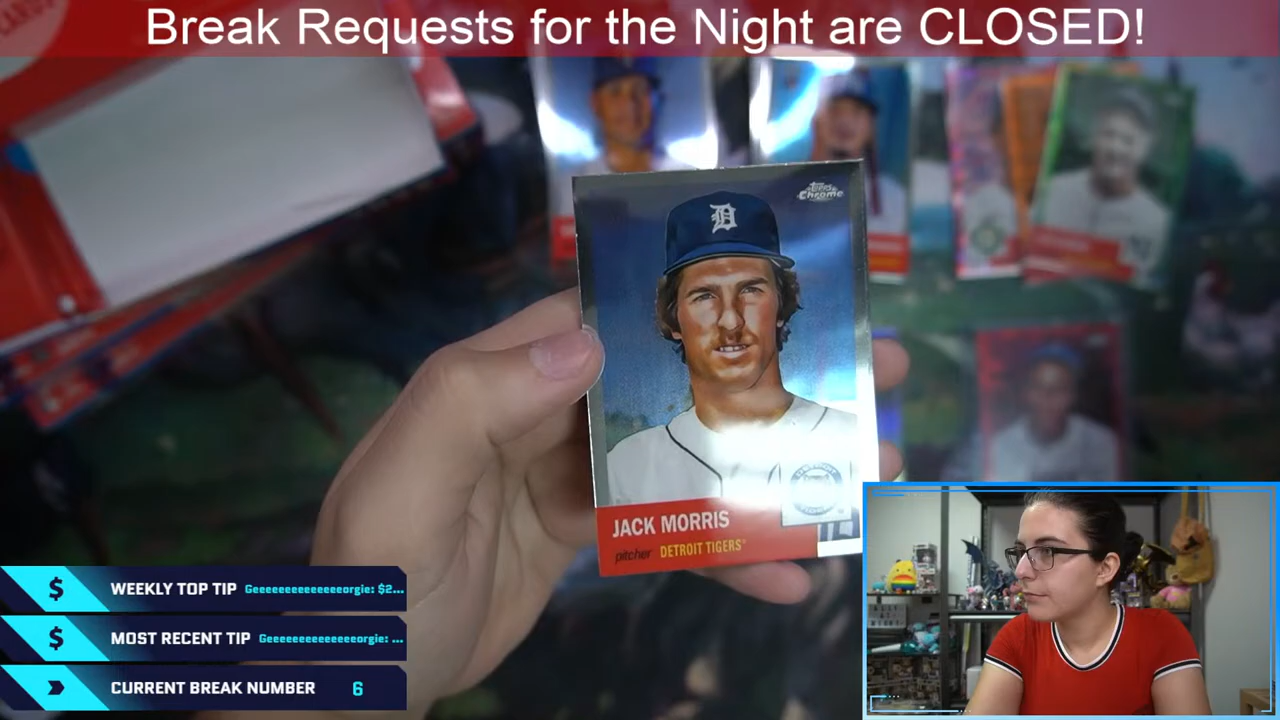 Break Requests for the Night are CLOSED!
CARDS
Topps
Chrome
D
JACK MORRIS
pitcher DETROIT TIGERS
$ WEEKLY TOP TIP Geeeeeeeeeeeeeeorgie: $2...
$ MOST RECENT TIP Geeeeeeeeeeeeeeorgie: ...
CURRENT BREAK NUMBER 6